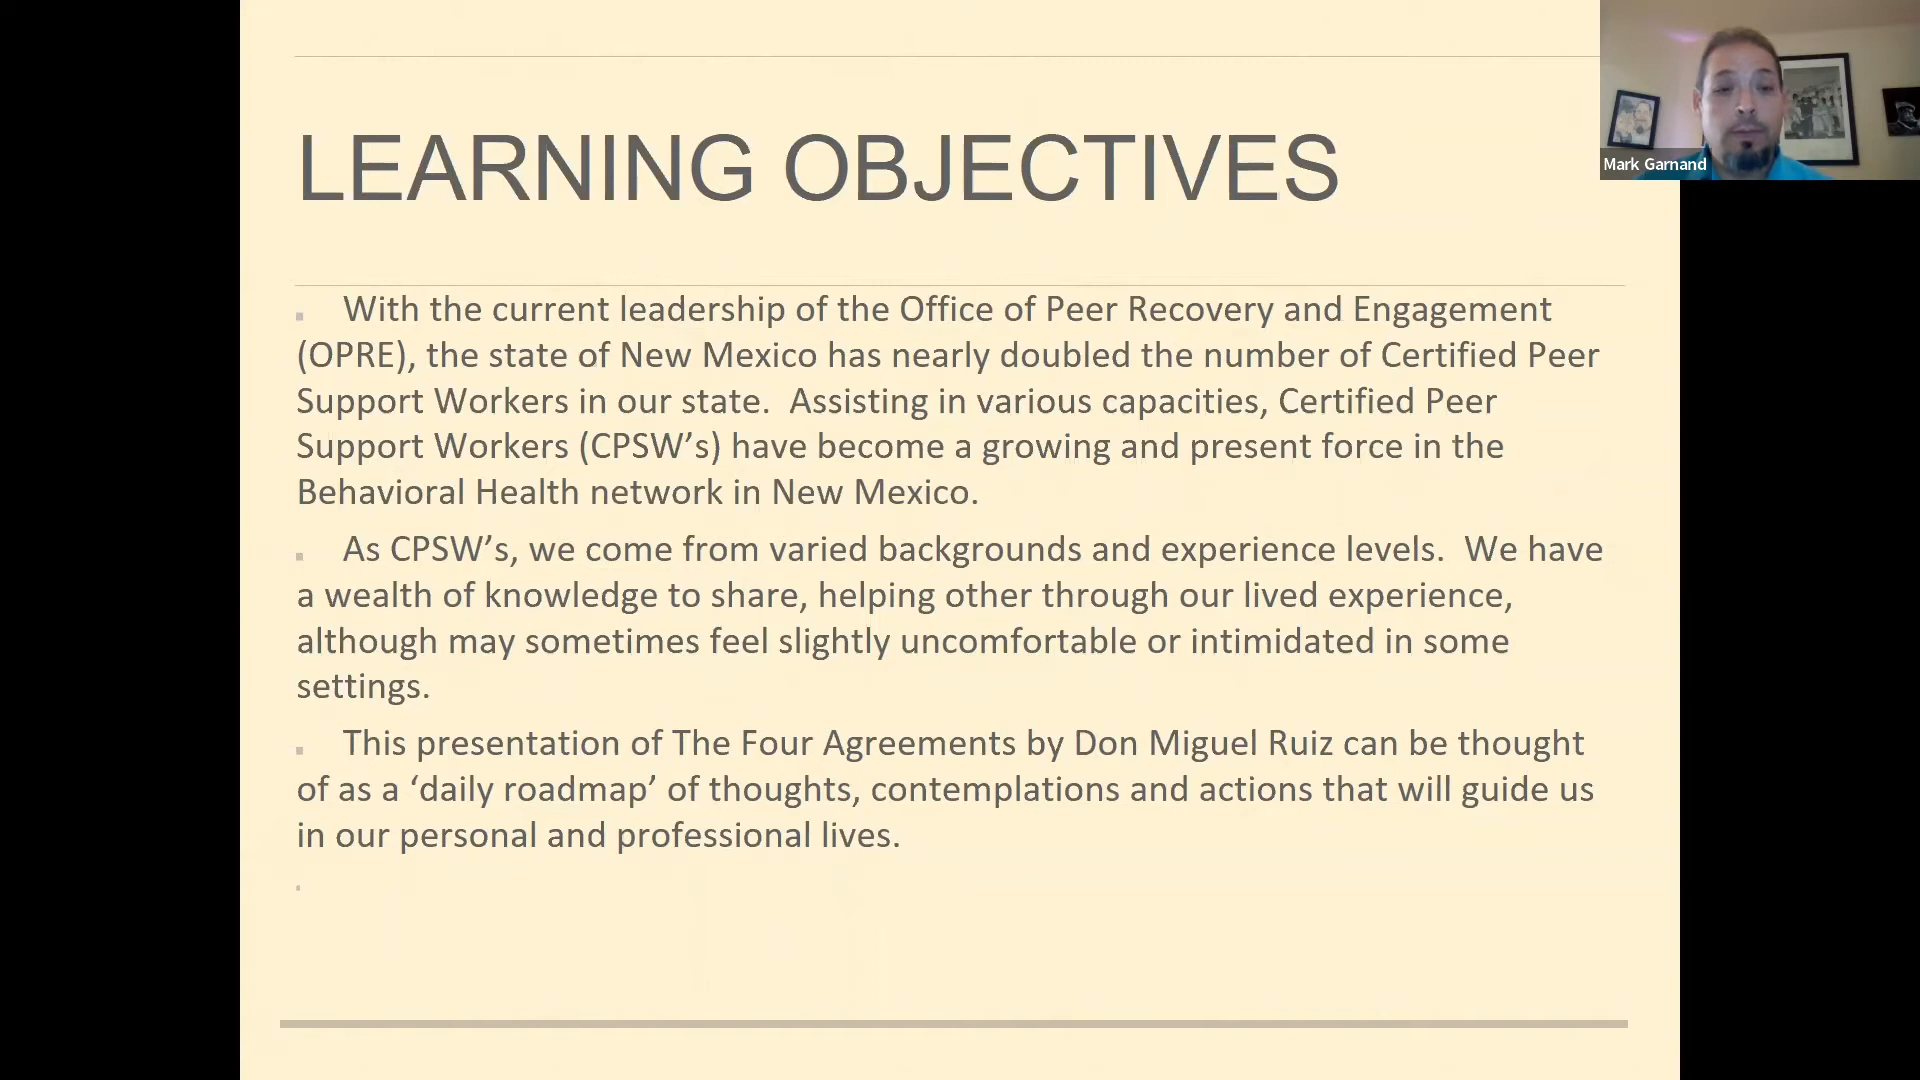 LEARNING OBJECTIVES
Mark Garnand
With the current leadership of the Office of Peer Recovery and Engagement
(OPRE), the state of New Mexico has nearly doubled the number of Certified Peer
Support Workers in our state.  Assisting in various capacities, Certified Peer
Support Workers (CPSW’s) have become a growing and present force in the
Behavioral Health network in New Mexico.
As CPSW’s, we come from varied backgrounds and experience levels.  We have
a wealth of knowledge to share, helping other through our lived experience,
although may sometimes feel slightly uncomfortable or intimidated in some
settings.
This presentation of The Four Agreements by Don Miguel Ruiz can be thought
of as a ‘daily roadmap’ of thoughts, contemplations and actions that will guide us
in our personal and professional lives.